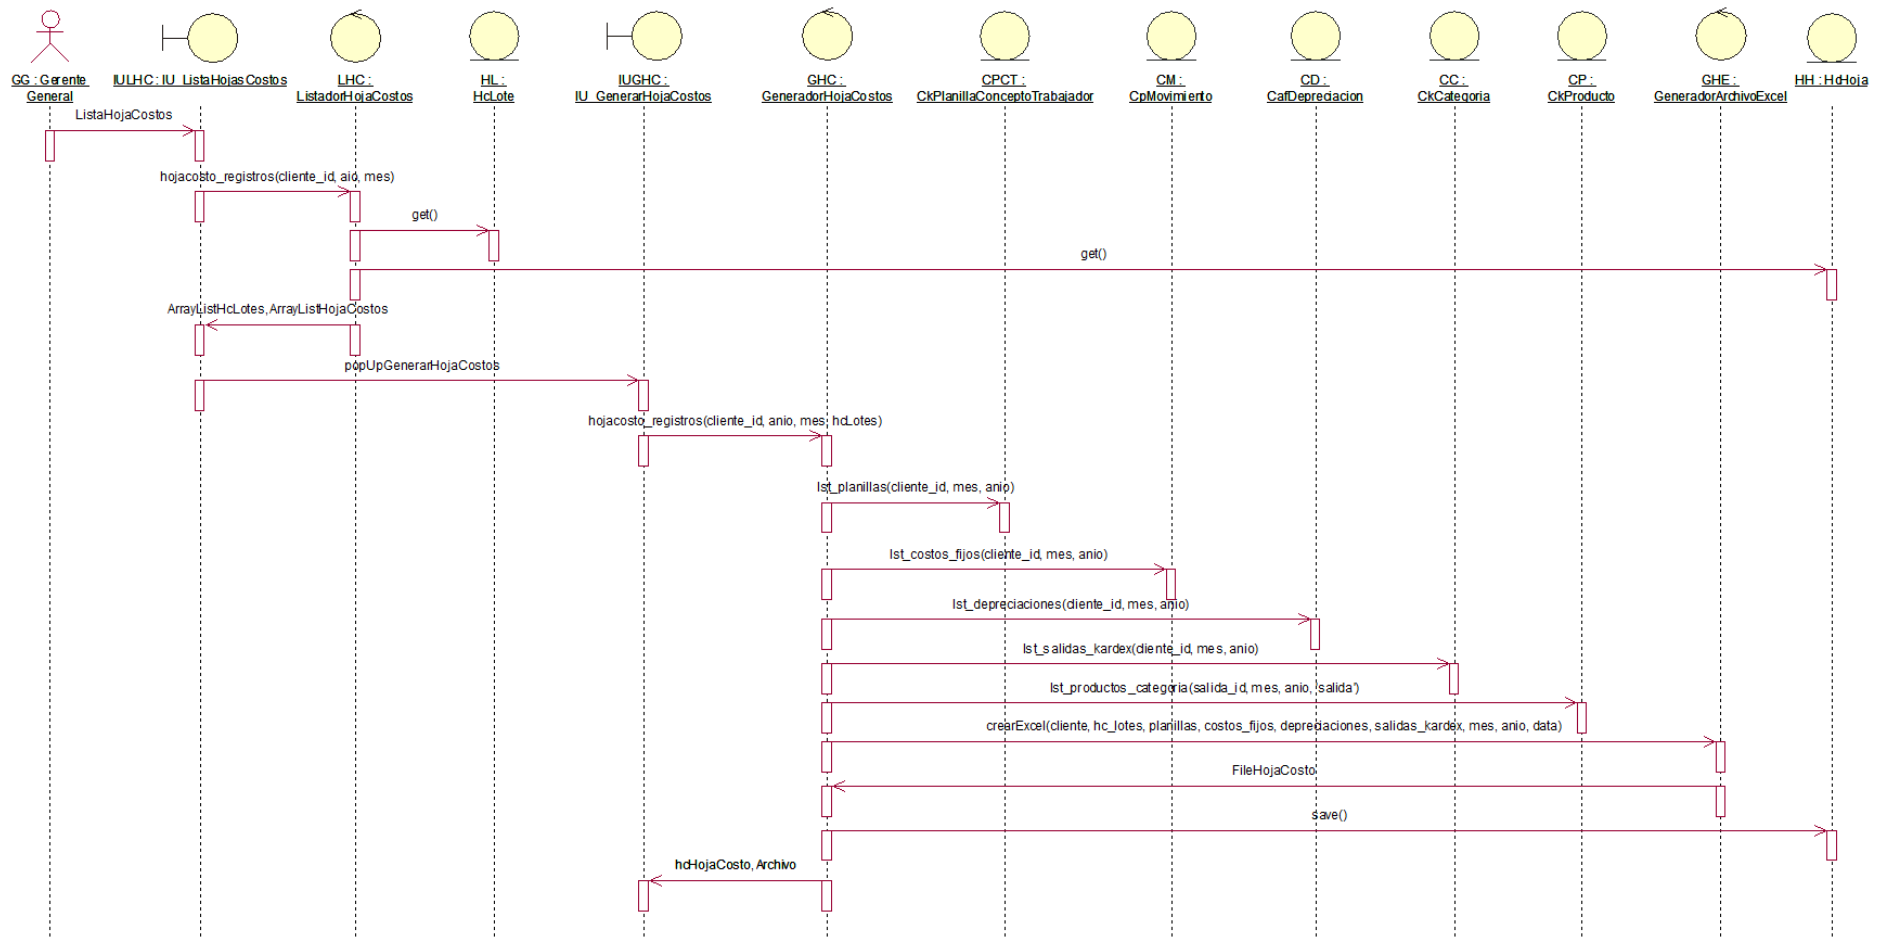 GG : Gerente
General
IULHC : IU_ListaHojasCostos
LHC :
ListadorHojaCostos
HL :
HcLote
IUGHC :
IU_GenerarHojaCostos
GHC :
GeneradorHojaCostos
CPCT :
CkPlanillaConceptoTrabajador
CM :
CpMovimiento
CD :
CafDepreciacion
CC :
CkCategoria
CP :
CkProducto
GHE :
GeneradorArchivoExcel
HH : HcHoja
ListaHojaCostos
hojacosto_registros(cliente_id, aio, mes)
get()
get()
ArrayListHcLotes, ArrayListHojaCostos
popUpGenerarHojaCostos
hojacosto_registros(cliente_id, anio, mes, hcLotes)
lst_planillas(cliente_id, mes, anio)
lst_costos_fijos(cliente_id, mes, anio)
lst_depreciaciones(cliente_id, mes, anio)
lst_salidas_kardex(cliente_id, mes, anio)
lst_productos_categoria(salida_id, mes, anio, 'salida')
crearExcel(cliente, hc_lotes, planillas, costos_fijos, depreciaciones, salidas_kardex, mes, anio, data)
FileHojaCosto
save()
hcHojaCosto, Archivo